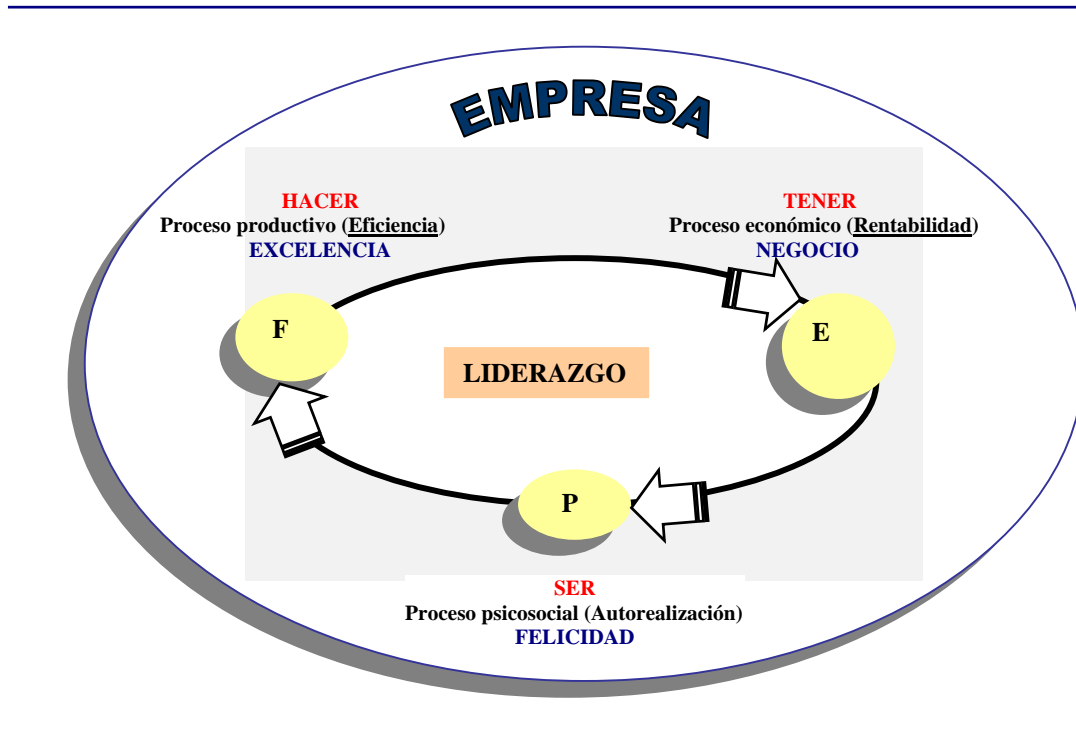 EMPRESA
HACER
Proceso productivo (Eficiencia)
EXCELENCIA
TENER
Proceso económico (Rentabilidad)
NEGOCIO
F
E
LIDERAZGO
P
SER
Proceso psicosocial (Autorealización)
FELICIDAD